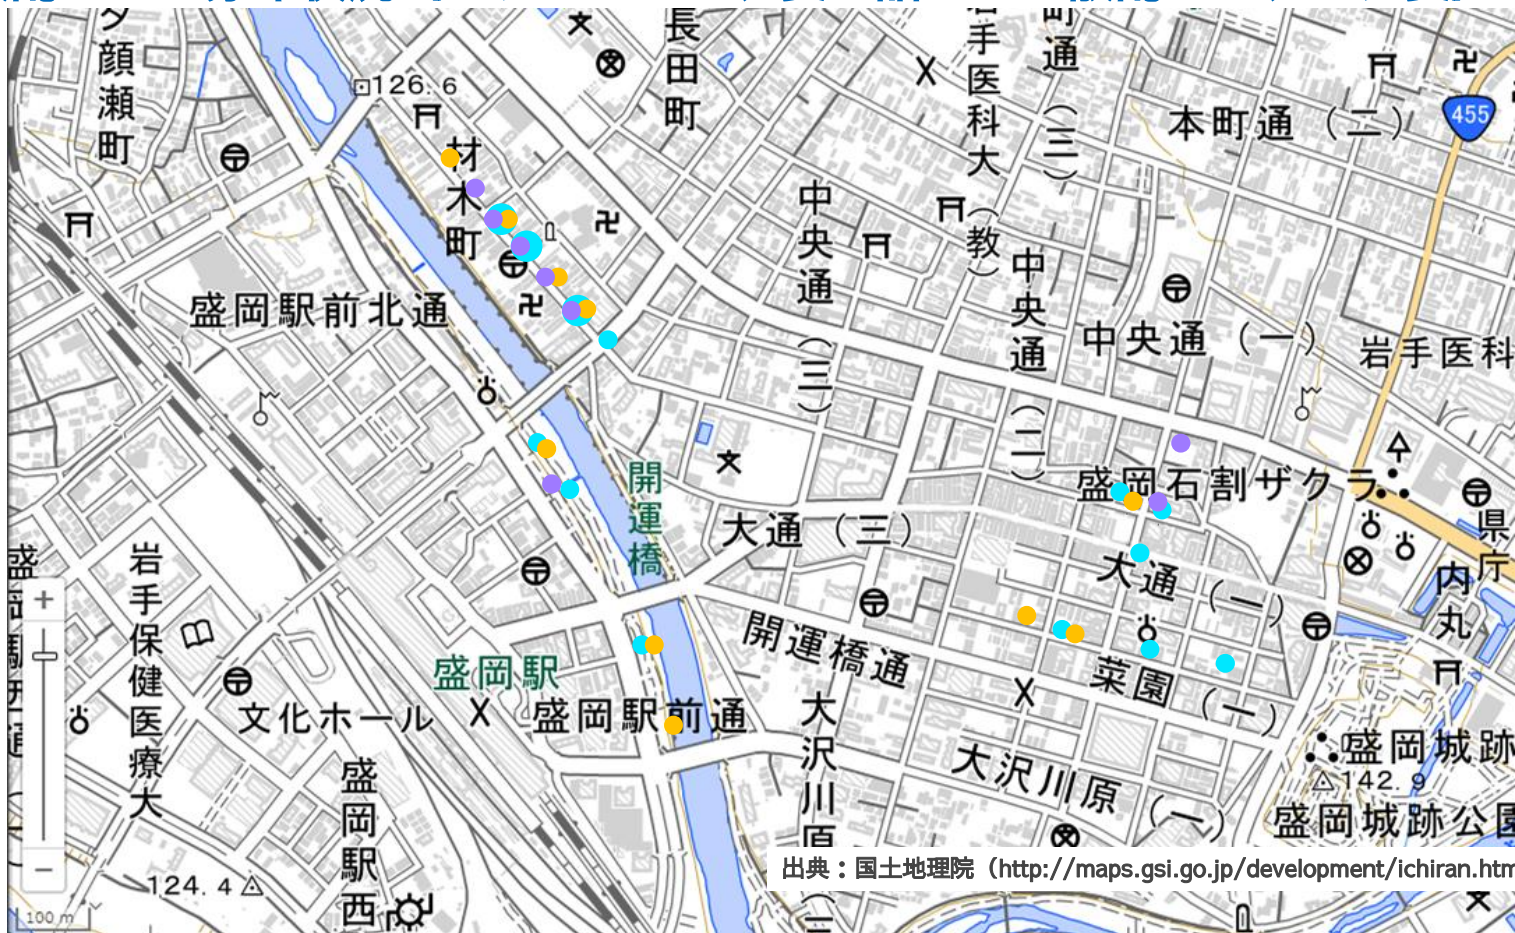 夕顔瀬町
126.6
材木町
長田町
岩手医科大（教）
町通（三）
本町通（二）
455
盛岡駅前北通
中央通（三）
中央通（二）
中央通（一）
岩手医科
盛岡石割ザクラ
県庁
内丸
開運橋
大通（三）
大通（一）
岩手保健医療大
盛岡駅
盛岡駅前通
開運橋通
菜園（一）
文化ホール
大沢川原（二）
大沢川原（一）
盛岡城跡
142.9
盛岡城跡公園
盛岡駅西
124.4
+
−
100 m
出典：国土地理院（http://maps.gsi.go.jp/development/ichiran.htm